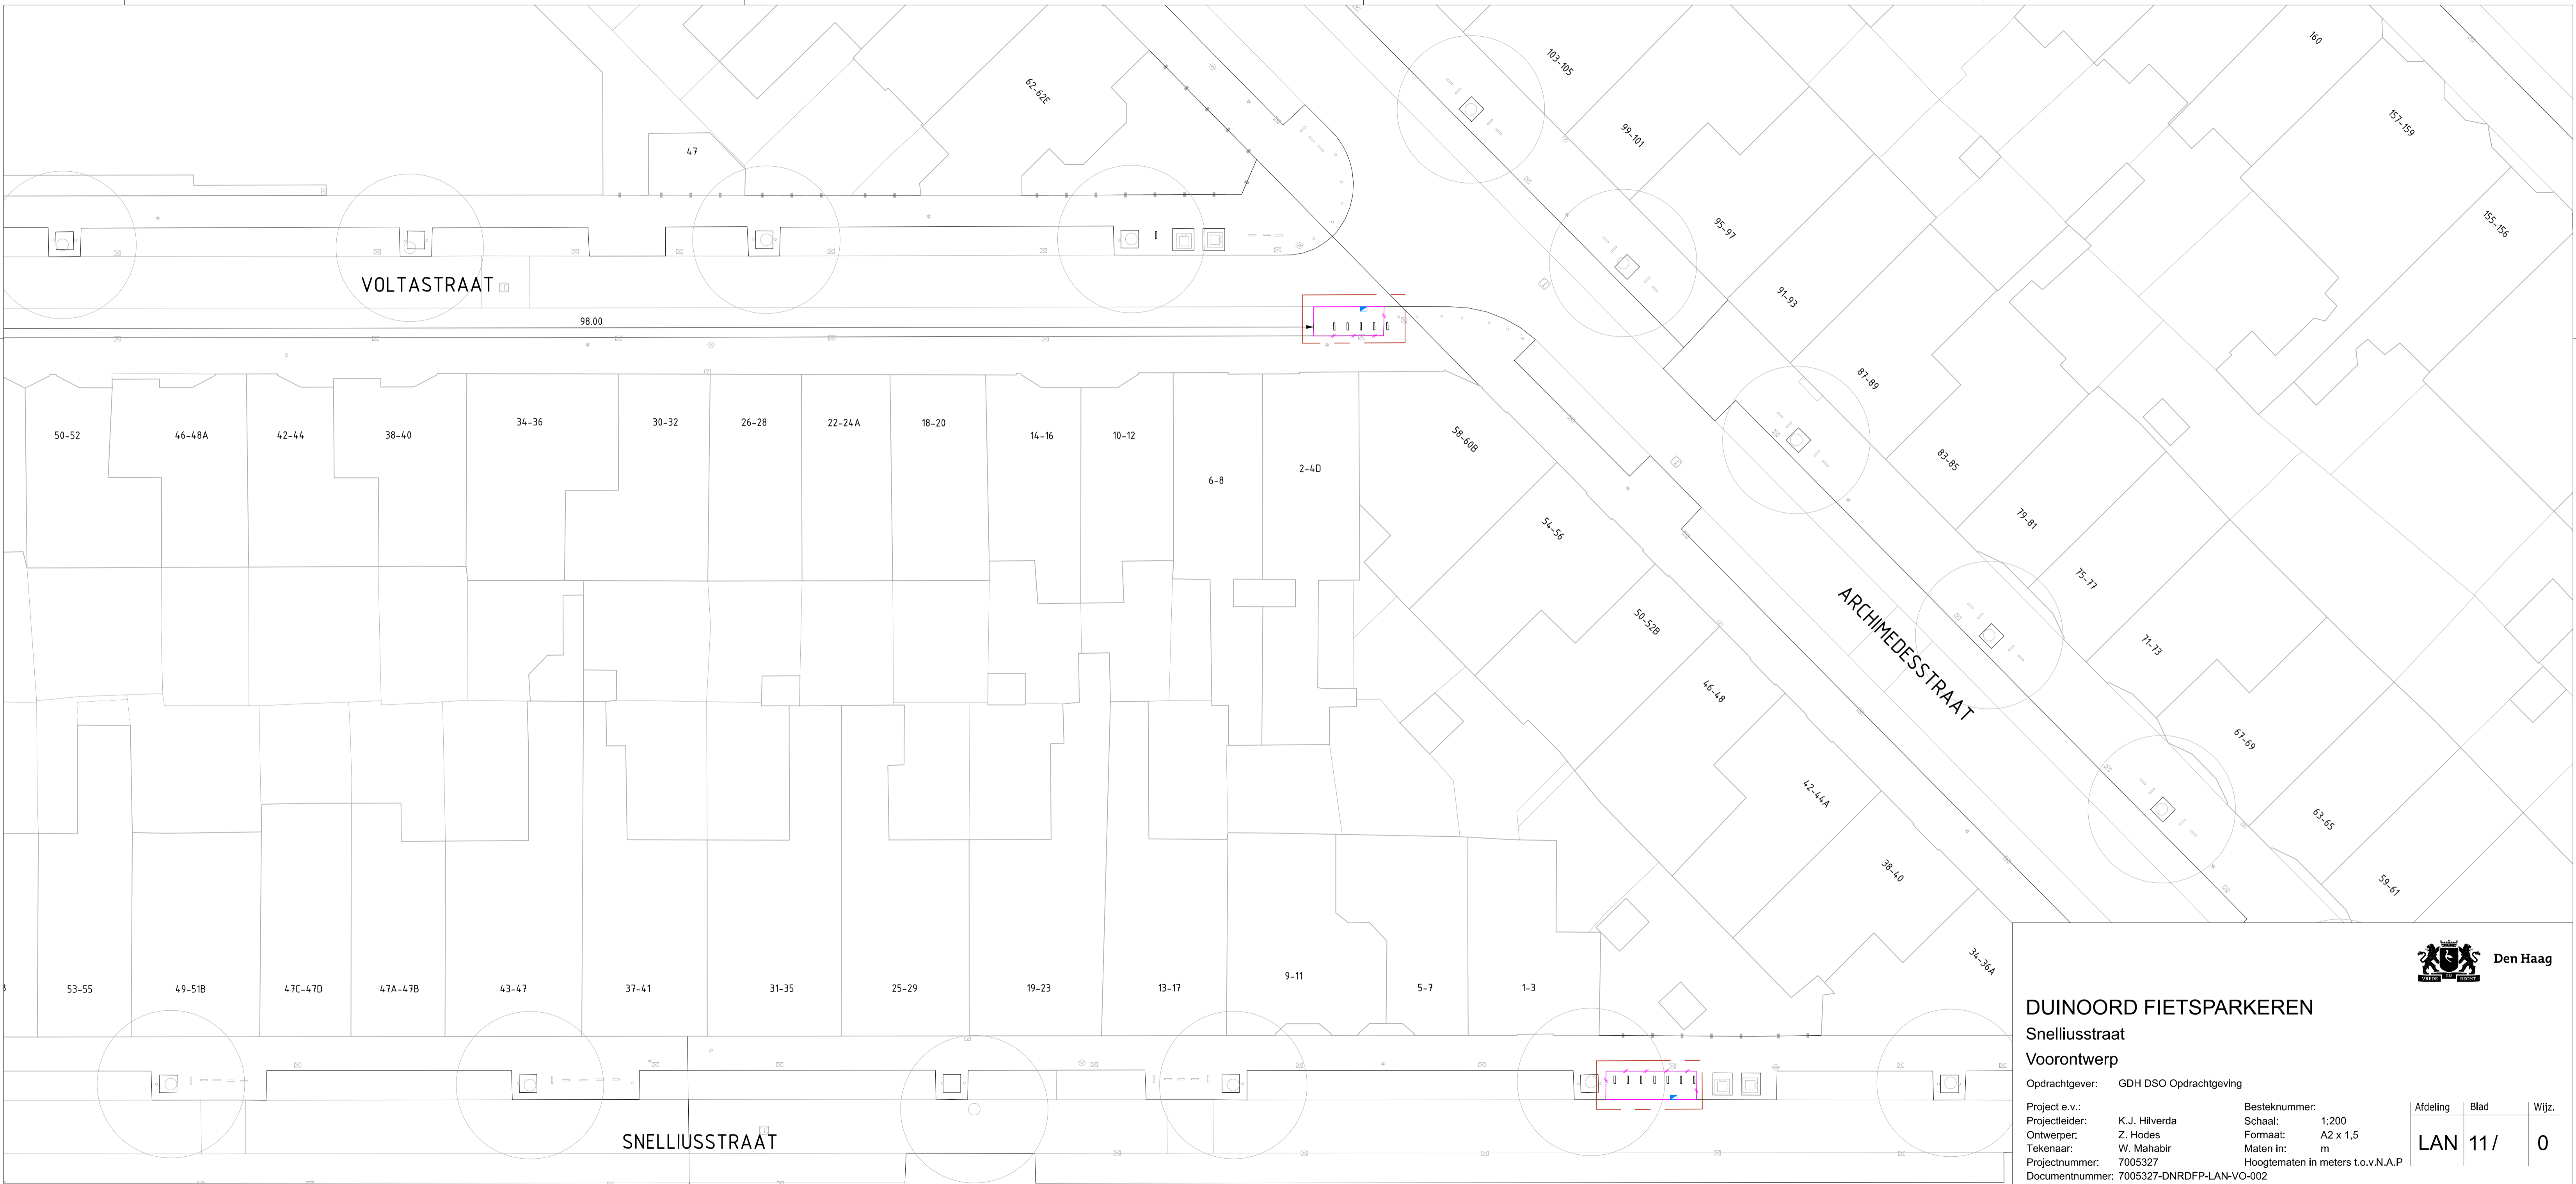 160
103-105
62-62E
157-159
99-101
47
155-156
95-97
VOLTASTRAAT
91-93
98.00
87-89
50-52
46-48A
42-44
38-40
34-36
30-32
26-28
22-24A
18-20
14-16
10-12
6-8
2-4D
58-60B
83-85
54-56
79-81
75-77
50-52B
71-73
ARCHIMEDESSTRAAT
46-48
67-69
42-44A
63-65
38-40
59-61
34-36A
53-55
49-51B
47C-47D
47A-47B
43-47
37-41
31-35
25-29
19-23
13-17
9-11
5-7
1-3
SNELLIUSSTRAAT
VREDE EN RECHT
Den Haag
DUINOORD FIETSPARKEREN
Snelliusstraat
Voorontwerp
Opdrachtgever: GDH DSO Opdrachtgeving
Project e.v.: Besteknummer:
Projectleider: K.J. Hilverda Schaal: 1:200
Ontwerper: Z. Hodes Formaat: A2 x 1,5
Tekenaar: W. Mahabir Maten in: m
Projectnummer: 7005327 Hoogtematen in meters t.o.v.N.A.P
Documentnummer: 7005327-DNRDFP-LAN-VO-002
Afdeling Blad Wijz.
LAN 11 / 0